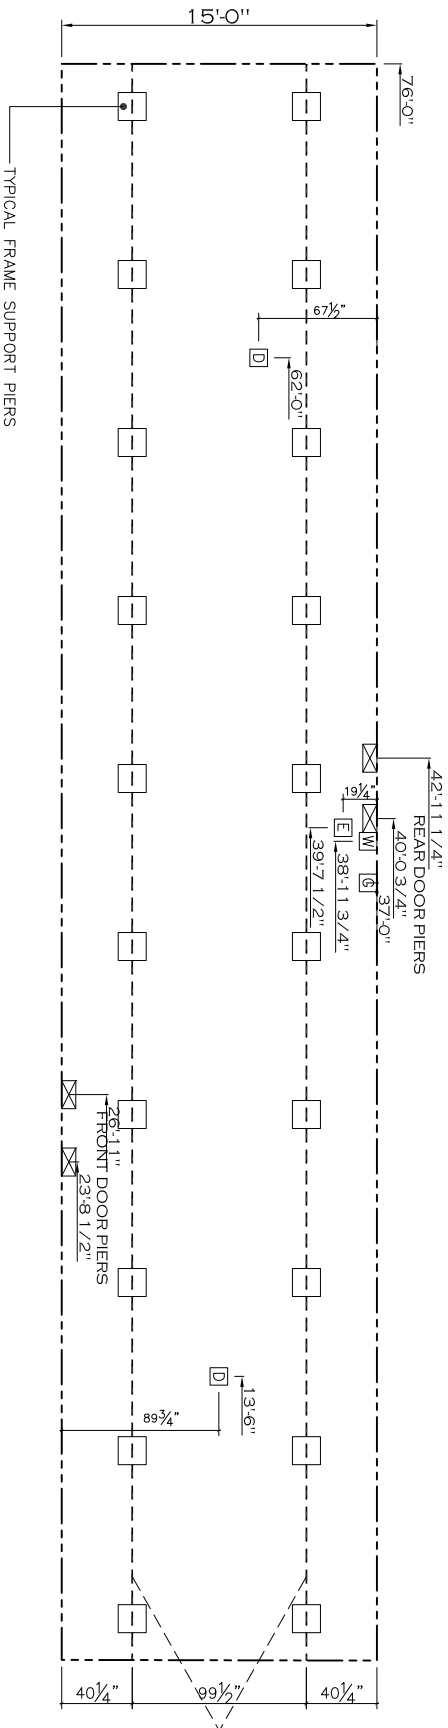 15'-0"
76'-0"
TYPICAL FRAME SUPPORT PIERS
67½"
D
62'-0"
42'-11 1/4"
REAR DOOR PIERS
40'-0 3/4"
37'-0"
19¼"
E
W
G
38'-11 3/4"
39'-7 1/2"
26'-11"
FRONT DOOR PIERS
23'-8 1/2"
D
13'-6"
89¾"
40¼"
99½"
40¼"